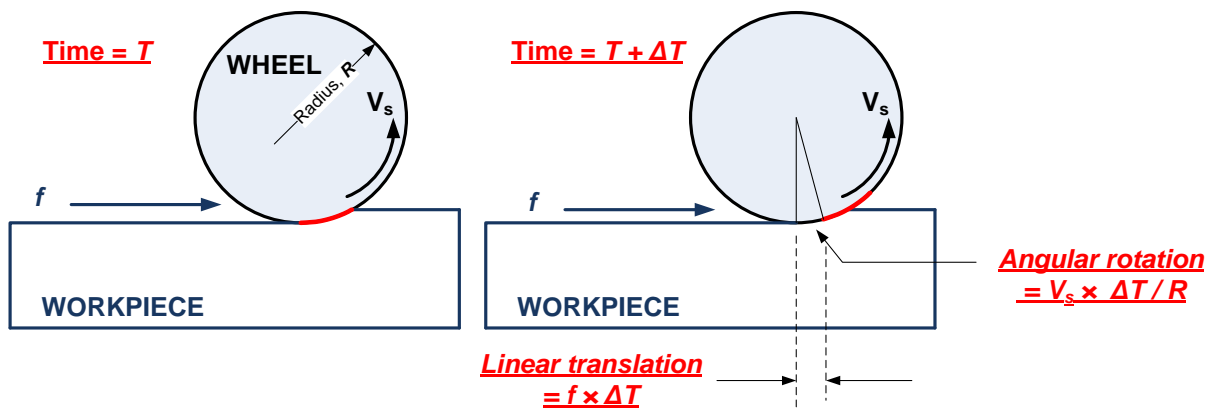 Time = T
WHEEL
Radius, R
Vs
f
WORKPIECE
Time = T + ΔT
Vs
f
WORKPIECE
Angular rotation
= Vs × ΔT / R
Linear translation
= f × ΔT